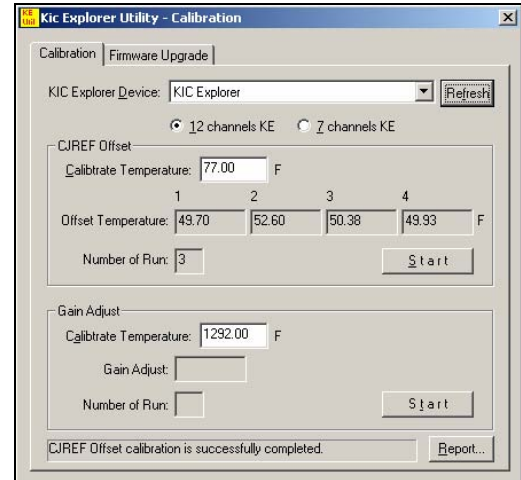 KE Util Kic Explorer Utility - Calibration
Calibration Firmware Upgrade
KIC Explorer Device: KIC Explorer Refresh
12 channels KE 7 channels KE
CJREF Offset
Calibtrate Temperature: 77.00 F
1 2 3 4
Offset Temperature: 49.70 52.60 50.38 49.93 F
Number of Run: 3 Start
Gain Adjust
Calibtrate Temperature: 1292.00 F
Gain Adjust:
Number of Run: Start
CJREF Offset calibration is successfully completed. Report...